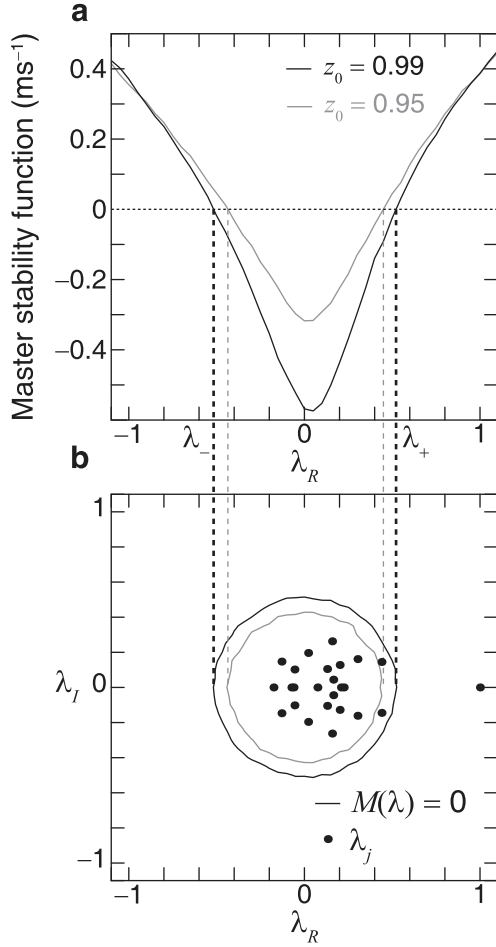 a
Master stability function (ms⁻¹)
z₀ = 0.99
z₀ = 0.95
0.4
0.2
0
−0.2
−0.4
−1 λ₋ 0 λ₊ 1
λR
b
1
λI 0
−1
M(λ) = 0
λj
−1 0 1
λR